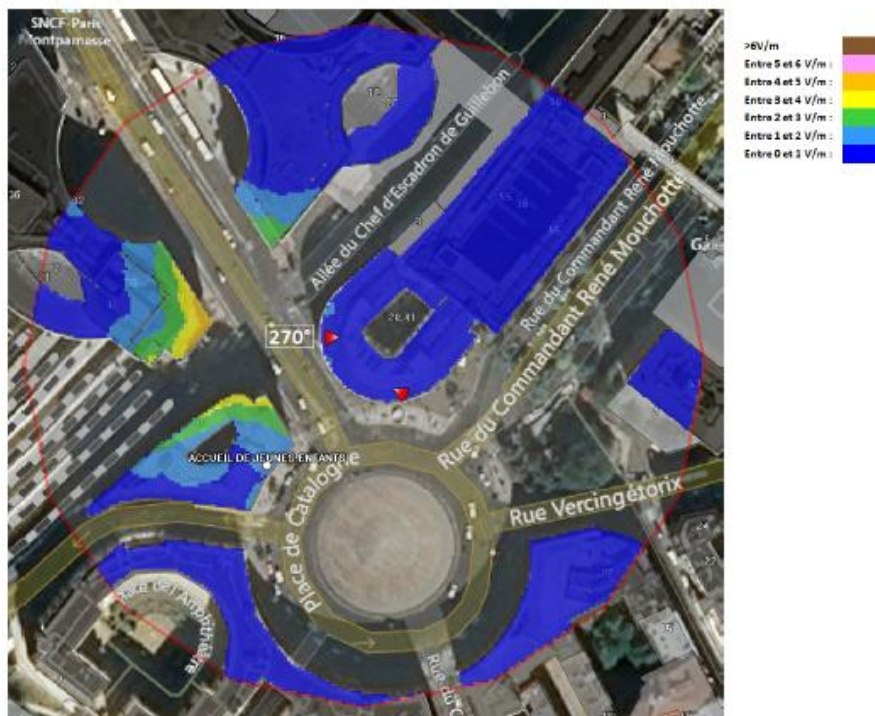 SNCF-Paris
Montparnasse
Allée du Chef d'Escadron de Guillebon
Rue du Commandant René Mouchotte
Rue du Commandant René Mouchotte
270°
20.41
ACCUEIL DE JEUNES ENFANTS
Place de Catalogne
Rue Vercingétorix
Place de l'Amphithéâtre
Rue du C
>6V/m
Entre 5 et 6 V/m :
Entre 4 et 5 V/m :
Entre 3 et 4 V/m :
Entre 2 et 3 V/m :
Entre 1 et 2 V/m :
Entre 0 et 1 V/m :